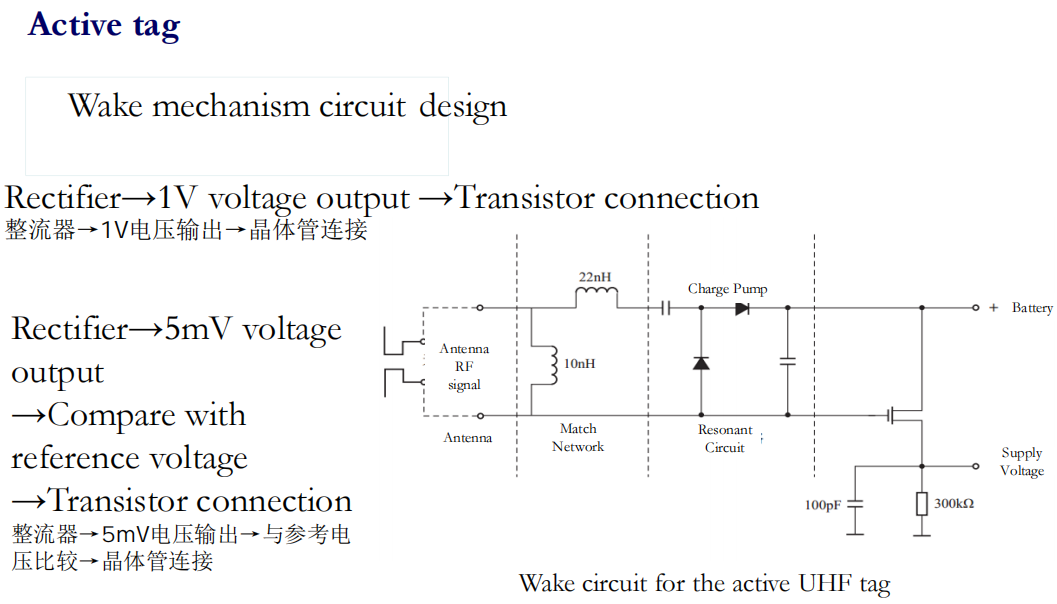 Active tag
Wake mechanism circuit design
Rectifier→1V voltage output →Transistor connection
整流器→1V电压输出→晶体管连接
Rectifier→5mV voltage
output
→Compare with
reference voltage
→Transistor connection
整流器→5mV电压输出→与参考电
压比较→晶体管连接
22nH
Charge Pump
+ Battery
Antenna
RF
signal
10nH
Antenna
Match
Network
Resonant
Circuit ;
Supply
Voltage
100pF
300kΩ
Wake circuit for the active UHF tag